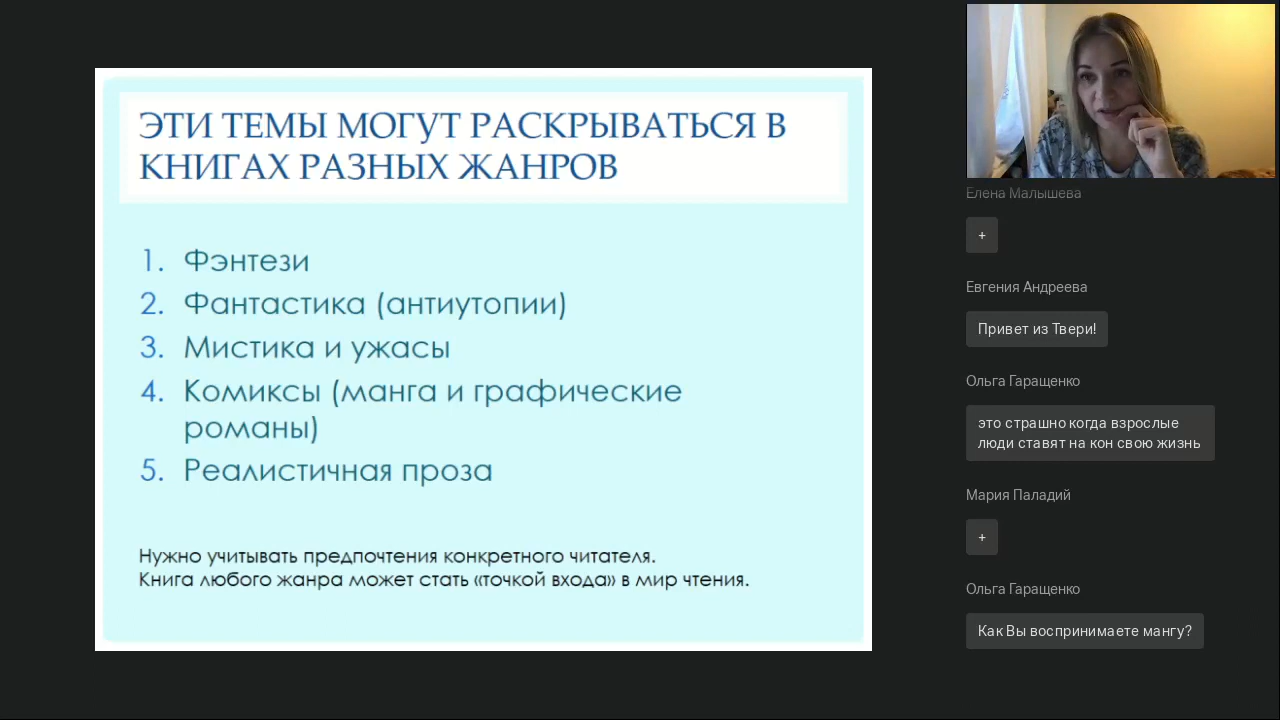 ЭТИ ТЕМЫ МОГУТ РАСКРЫВАТЬСЯ В
КНИГАХ РАЗНЫХ ЖАНРОВ
1. Фэнтези
2. Фантастика (антиутопии)
3. Мистика и ужасы
4. Комиксы (манга и графические
романы)
5. Реалистичная проза
Нужно учитывать предпочтения конкретного читателя.
Книга любого жанра может стать «точкой входа» в мир чтения.
Елена Малышева
+
Евгения Андреева
Привет из Твери!
Ольга Гаращенко
это страшно когда взрослые
люди ставят на кон свою жизнь
Мария Паладий
+
Ольга Гаращенко
Как Вы воспринимаете мангу?